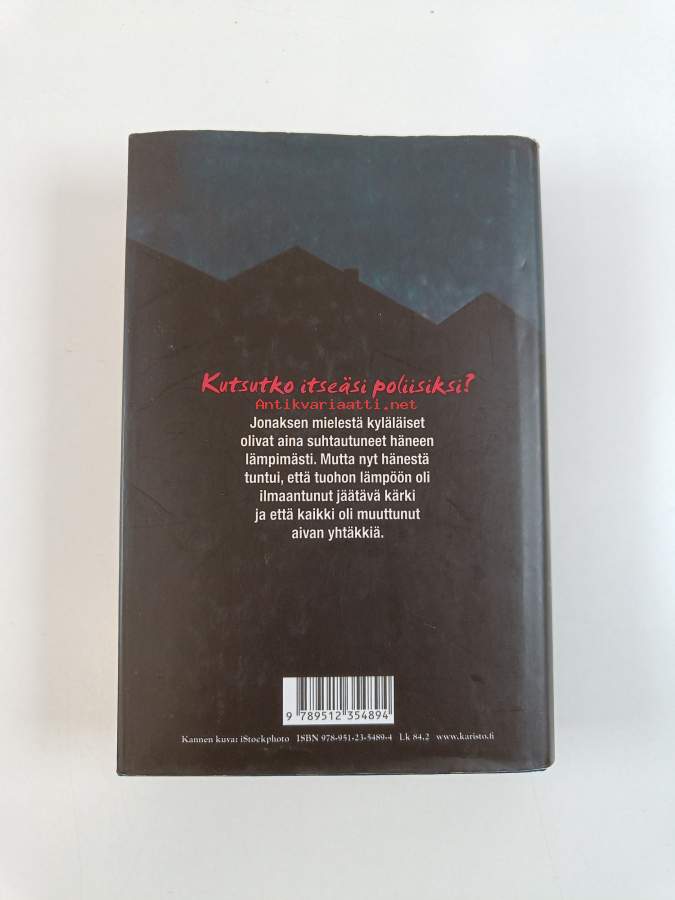 Kutsutko itseäsi poliisiksi?
Antikvariaatti.net
Jonaksen mielestä kyläläiset
olivat aina suhtautuneet häneen
lämpimästi. Mutta nyt hänestä
tuntui, että tuohon lämpöön oli
ilmaantunut jäätävä kärki
ja että kaikki oli muuttunut
aivan yhtäkkiä.
9 789512 354894
Kannen kuva: iStockphoto ISBN 978-951-23-5489-4 Lk 84.2 www.karisto.fi